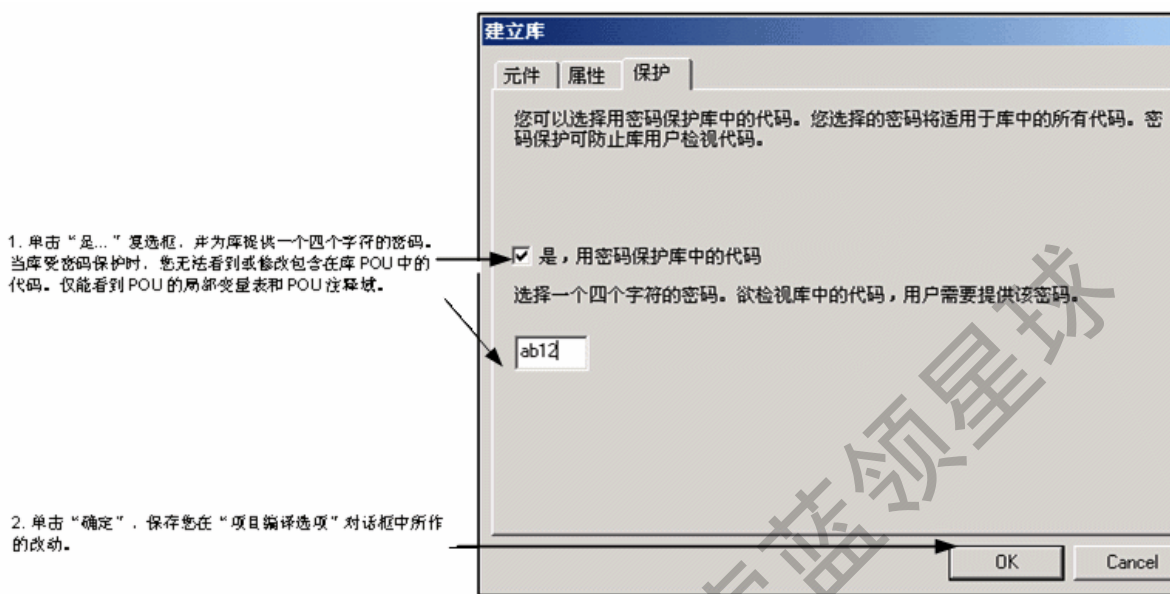 建立库
元件 属性 保护
您可以选择用密码保护库中的代码。您选择的密码将适用于库中的所有代码。密
码保护可防止库用户检视代码。
1. 单击“是...”复选框，并为库提供一个四个字符的密码。
当库受密码保护时，您无法看到或修改包含在库 POU 中的
代码。仅能看到 POU 的局部变量表和 POU 注释域。
是，用密码保护库中的代码
选择一个四个字符的密码。欲检视库中的代码，用户需要提供该密码。
ab12
2. 单击“确定”，保存您在“项目编译选项”对话框中所作
的改动。
OK Cancel
蓝领星球